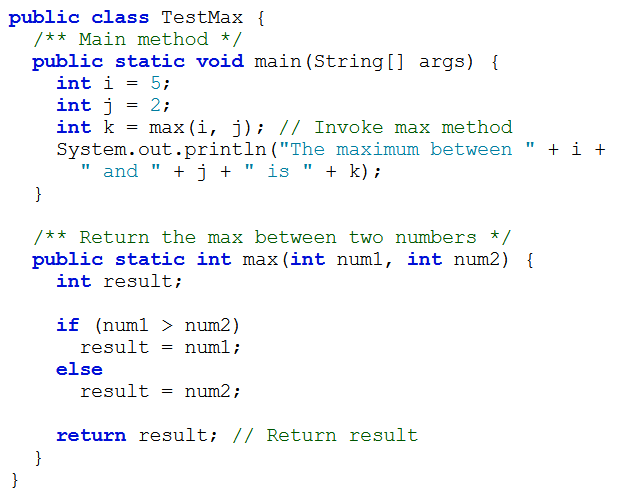 public class TestMax {
  /** Main method */
  public static void main(String[] args) {
    int i = 5;
    int j = 2;
    int k = max(i, j); // Invoke max method
    System.out.println("The maximum between " + i +
      " and " + j + " is " + k);
  }

  /** Return the max between two numbers */
  public static int max(int num1, int num2) {
    int result;

    if (num1 > num2)
      result = num1;
    else
      result = num2;

    return result; // Return result
  }
}